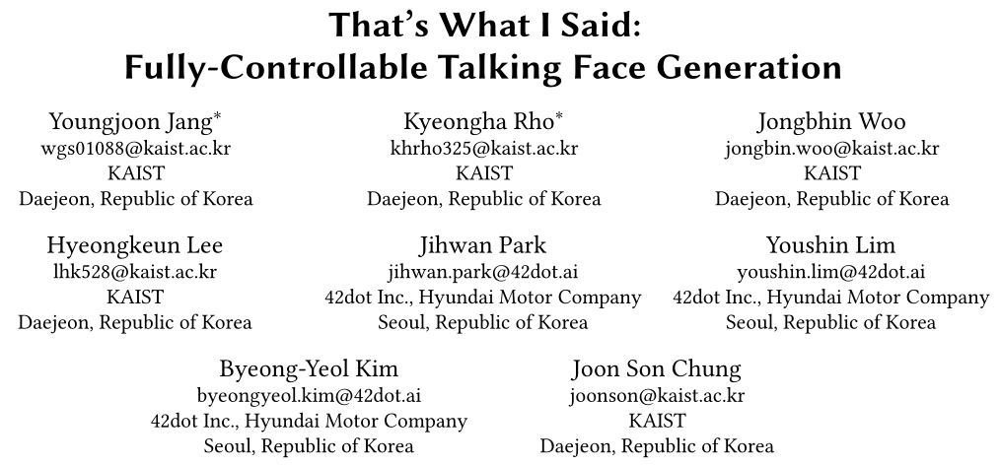 That's What I Said:
Fully-Controllable Talking Face Generation
Youngjoon Jang*
wgs01088@kaist.ac.kr
KAIST
Daejeon, Republic of Korea
Kyeongha Rho*
khrho325@kaist.ac.kr
KAIST
Daejeon, Republic of Korea
Jongbhin Woo
jongbin.woo@kaist.ac.kr
KAIST
Daejeon, Republic of Korea
Hyeongkeun Lee
lhk528@kaist.ac.kr
KAIST
Daejeon, Republic of Korea
Jihwan Park
jihwan.park@42dot.ai
42dot Inc., Hyundai Motor Company
Seoul, Republic of Korea
Youshin Lim
youshin.lim@42dot.ai
42dot Inc., Hyundai Motor Company
Seoul, Republic of Korea
Byeong-Yeol Kim
byeongyeol.kim@42dot.ai
42dot Inc., Hyundai Motor Company
Seoul, Republic of Korea
Joon Son Chung
joonson@kaist.ac.kr
KAIST
Daejeon, Republic of Korea